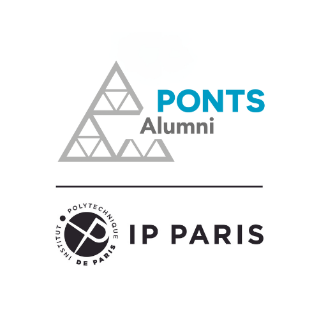 PONTS
Alumni
INSTITUT POLYTECHNIQUE DE PARIS
IP PARIS